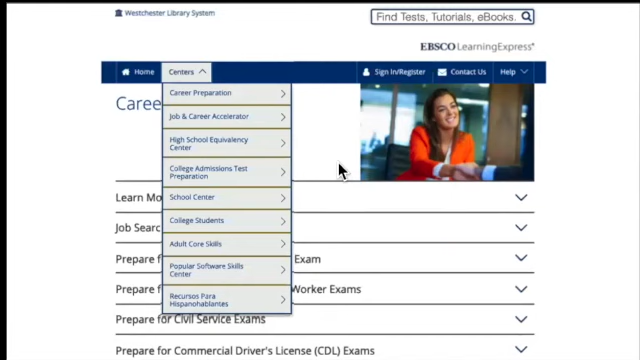 Westchester Library System
Find Tests, Tutorials, eBooks.
EBSCO LearningExpress®
Home
Centers
Sign In/Register
Contact Us
Help
Career Preparation
Job & Career Accelerator
High School Equivalency
Center
College Admissions Test
Preparation
School Center
College Students
Adult Core Skills
Popular Software Skills
Center
Recursos Para
Hispanohablantes
Caree
Learn Mo
Job Searc
Prepare f
Exam
Prepare f
Worker Exams
Prepare for Civil Service Exams
Prepare for Commercial Driver's License (CDL) Exams